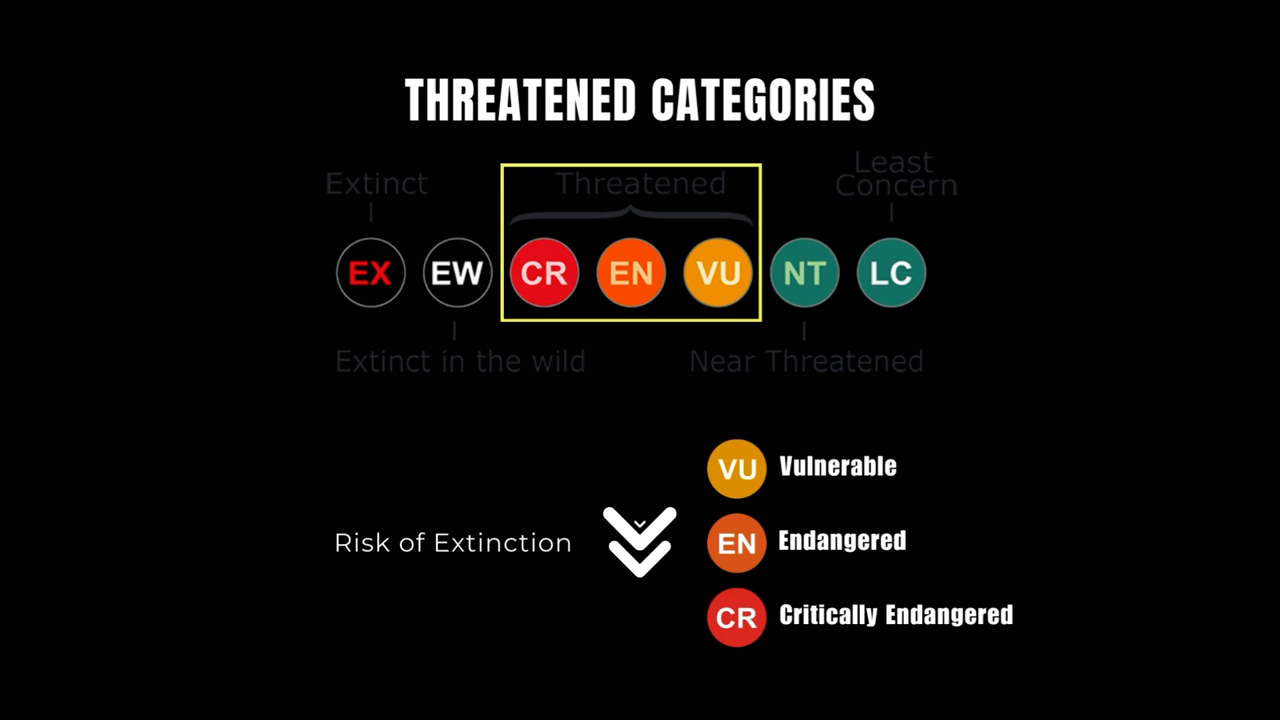 THREATENED CATEGORIES
Extinct
Threatened
Least
Concern
EX EW CR EN VU NT LC
Extinct in the wild
Near Threatened
VU Vulnerable
Risk of Extinction
EN Endangered
CR Critically Endangered